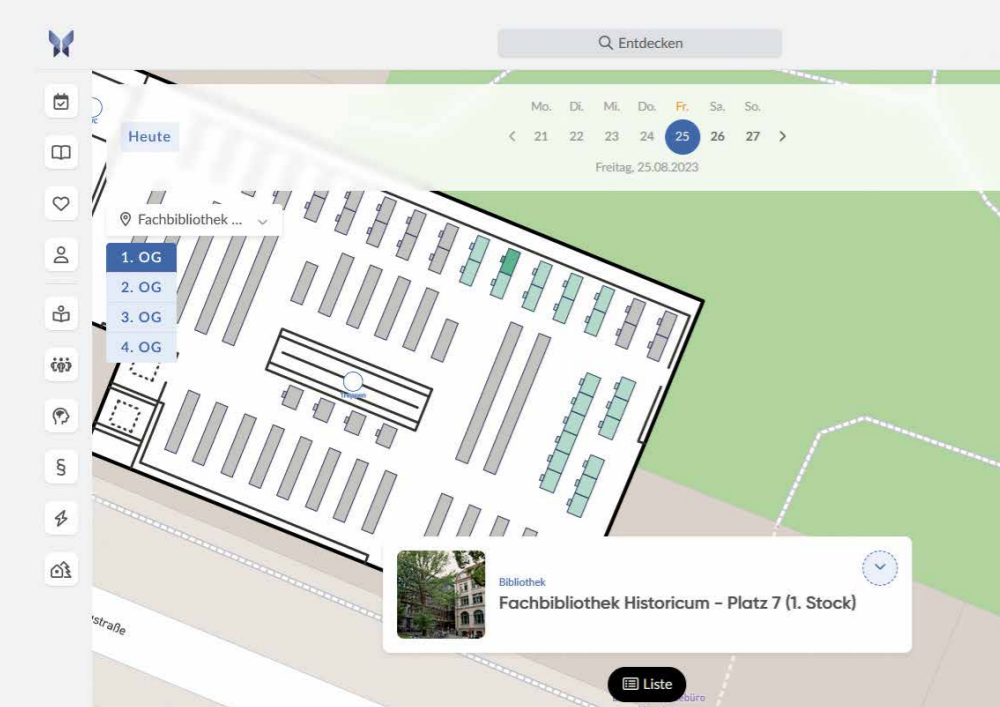 Entdecken
Mo. Di. Mi. Do. Fr. Sa. So.
Heute
21 22 23 24 25 26 27
Freitag, 25.08.2023
Fachbibliothek ...
1. OG
2. OG
3. OG
4. OG
§
Treppen
Bibliothek
Fachbibliothek Historicum – Platz 7 (1. Stock)
Liste